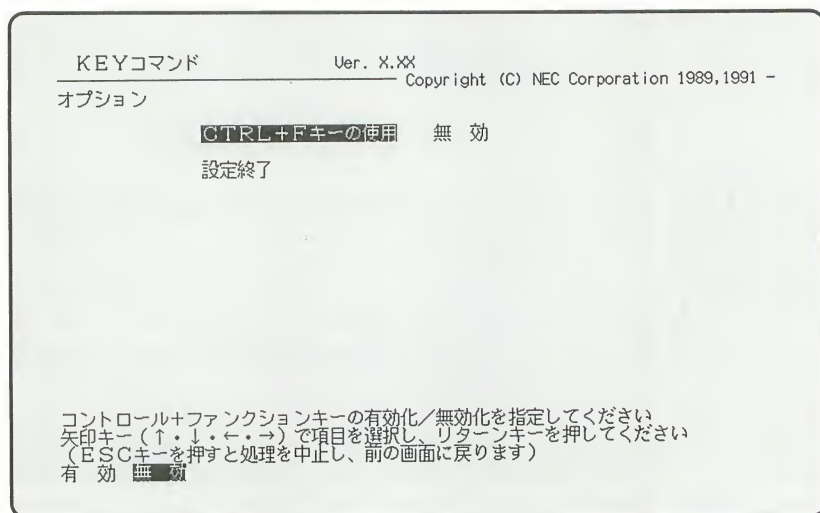 KEYコマンド Ver. X.XX
Copyright (C) NEC Corporation 1989,1991 -
オプション
CTRL+Fキーの使用 無 効
設定終了
コントロール+ファンクションキーの有効化/無効化を指定してください
矢印キー(↑・↓・←・→)で項目を選択し、リターンキーを押してください
(ESCキーを押すと処理を中止し、前の画面に戻ります)
有 効 無 効